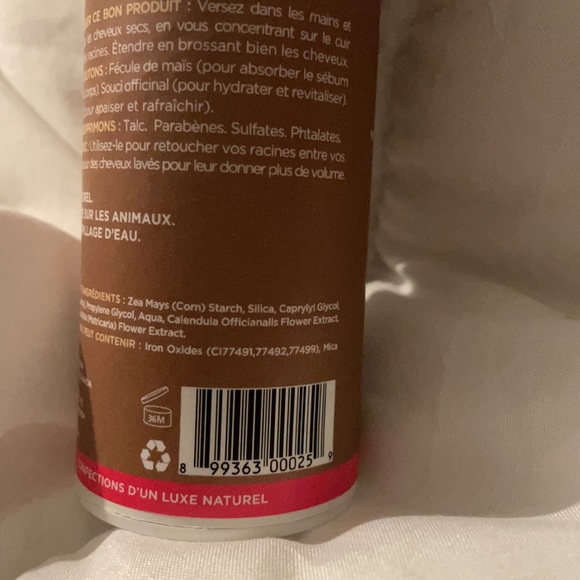 CE BON PRODUIT : Versez dans les mains et
cheveux secs, en vous concentrant sur le cuir
racines. Étendre en brossant bien les cheveux
Fécule de maïs (pour absorber le sébum
Souci officinal (pour hydrater et revitaliser)
apaiser et rafraîchir).
Talc. Parabènes. Sulfates. Phtalates.
Utilisez-le pour retoucher vos racines entre vos
des cheveux lavés pour leur donner plus de volume.
SUR LES ANIMAUX.
D'EAU.
INGRÉDIENTS : Zea Mays (Corn) Starch, Silica, Caprylyl Glycol,
Propylene Glycol, Aqua, Calendula Officinalis Flower Extract,
(Matricaria) Flower Extract.
PEUT CONTENIR : Iron Oxides (CI77491,77492,77499), Mica
36M
8 99363 00025 9
D'UN LUXE NATUREL